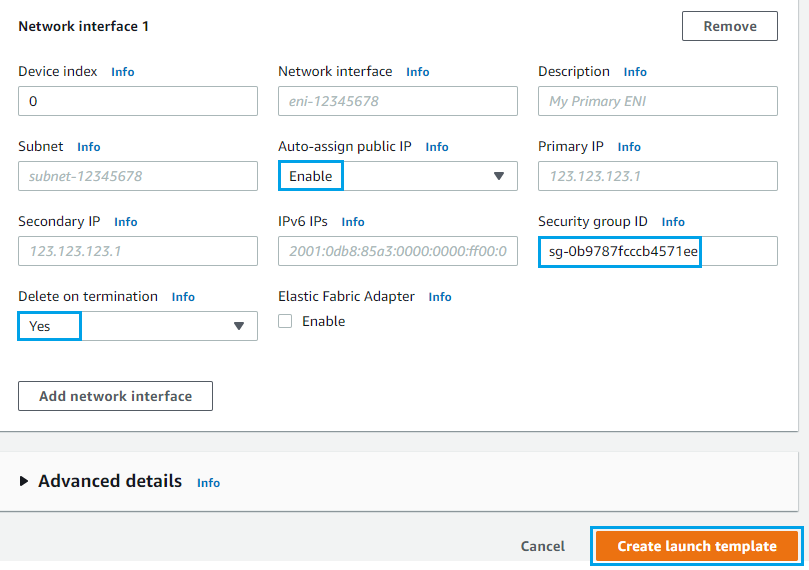 Network interface 1 Remove
Device index Info Network interface Info Description Info
0 eni-12345678 My Primary ENI
Subnet Info Auto-assign public IP Info Primary IP Info
subnet-12345678 Enable 123.123.123.1
Secondary IP Info IPv6 IPs Info Security group ID Info
123.123.123.1 2001:0db8:85a3:0000:0000:ff00:0 sg-0b9787fcccb4571ee
Delete on termination Info Elastic Fabric Adapter Info
Yes Enable
Add network interface
Advanced details Info
Cancel Create launch template